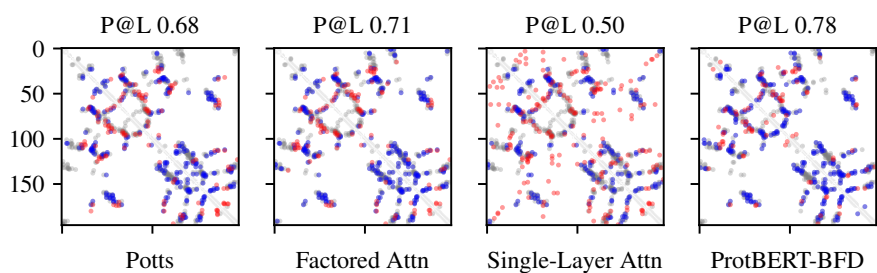 P@L 0.68 P@L 0.71 P@L 0.50 P@L 0.78
0
50
100
150
Potts Factored Attn Single-Layer Attn ProtBERT-BFD